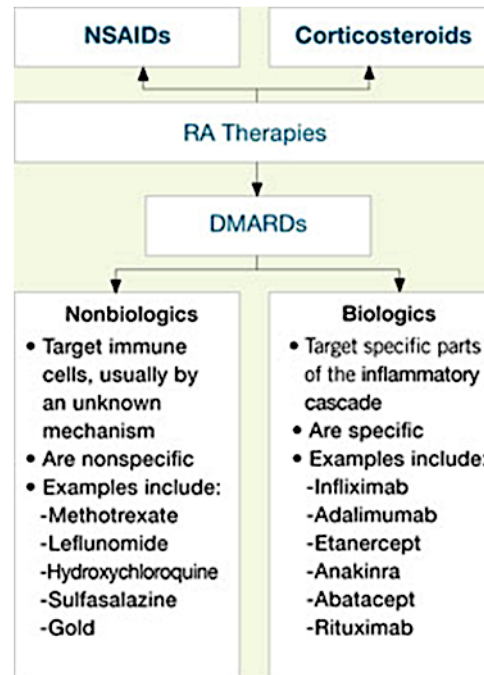 NSAIDs
Corticosteroids
RA Therapies
DMARDs
Nonbiologics
• Target immune
cells, usually by
an unknown
mechanism
• Are nonspecific
• Examples include:
-Methotrexate
-Leflunomide
-Hydroxychloroquine
-Sulfasalazine
-Gold
Biologics
• Target specific parts
of the inflammatory
cascade
• Are specific
• Examples include:
-Infliximab
-Adalimumab
-Etanercept
-Anakinra
-Abatacept
-Rituximab